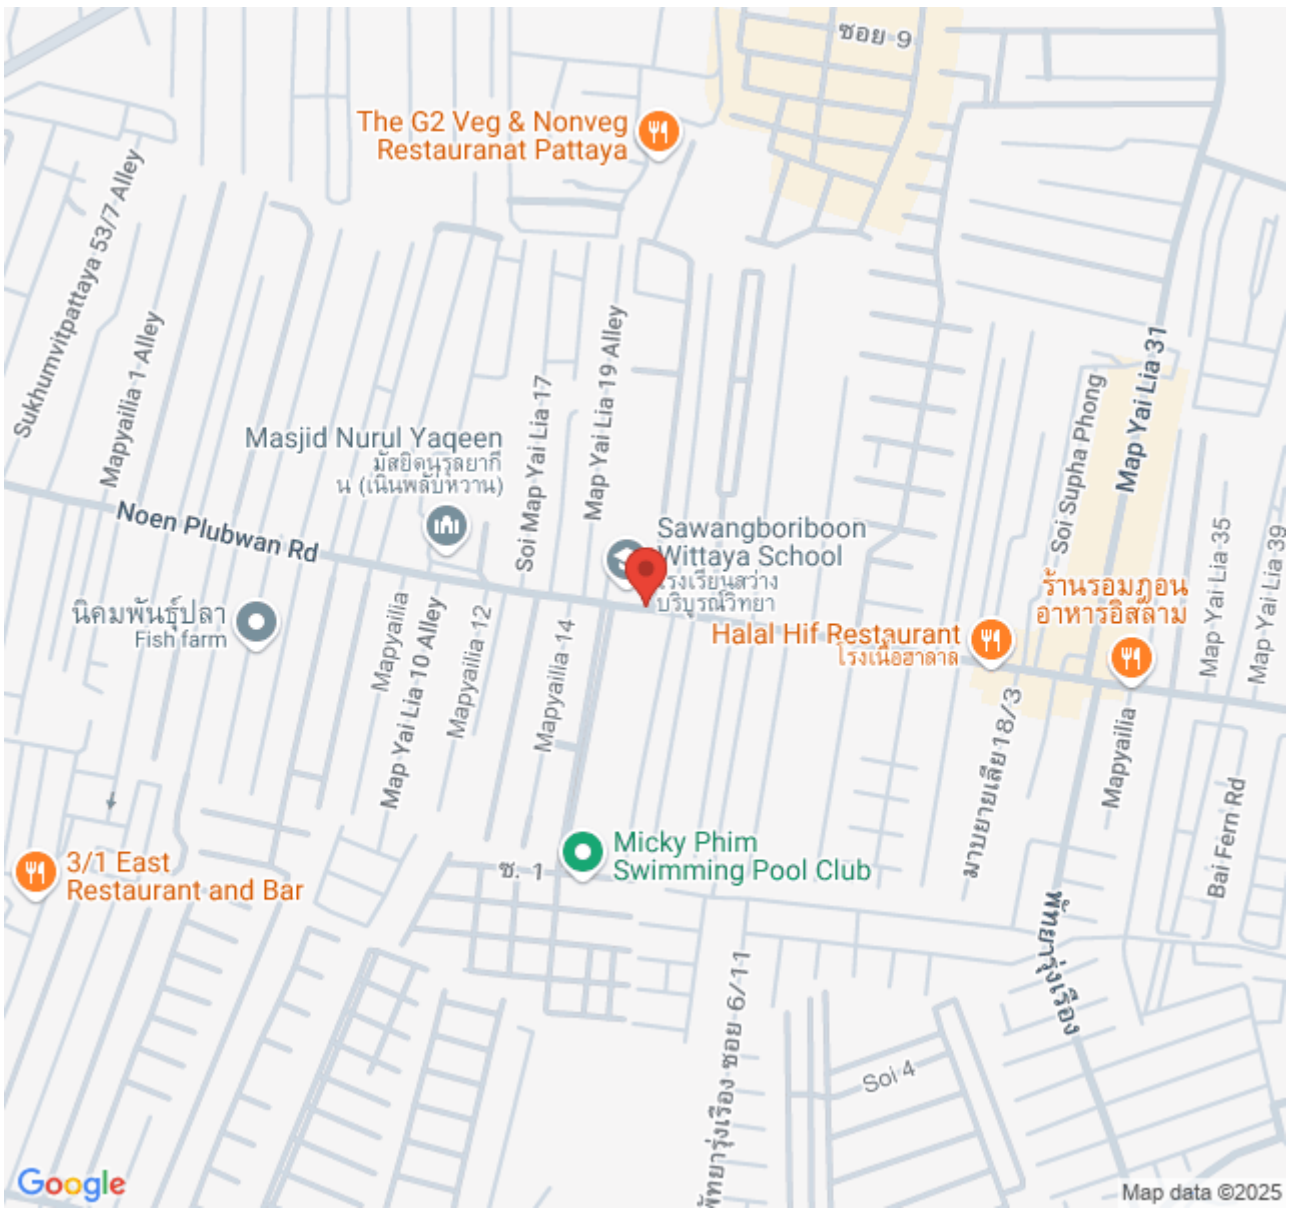 ซอย 9
The G2 Veg & Nonveg
Restauranat Pattaya
Sukhumvitpattaya 53/7 Alley
Mapyailia 1 Alley
Map Yai Lia 19 Alley
Soi Map Yai Lia 17
Map Yai Lia 31
Soi Supha Phong
Masjid Nurul Yaqeen
มัสยิดนูรุลยากี
น (เนินพลับหวาน)
Noen Plubwan Rd
Sawangboriboon
Wittaya School
โรงเรียนสว่าง
บริบูรณ์วิทยา
Map Yai Lia 35
Map Yai Lia 39
ร้านรอมฎอน
อาหารอิสลาม
นิคมพันธุ์ปลา
Fish farm
Halal Hif Restaurant
โรงเนื้อฮาลาล
Mapyailia
Map Yai Lia 10 Alley
Mapyailia 12
Mapyailia 14
มาบยายเลีย 18/3
Mapyailia
Bai Fern Rd
3/1 East
Restaurant and Bar
ซ. 1
Micky Phim
Swimming Pool Club
พัทยารุ่งเรือง
พัทยารุ่งเรือง ซอย 6/11
Soi 4
Google
Map data ©2025